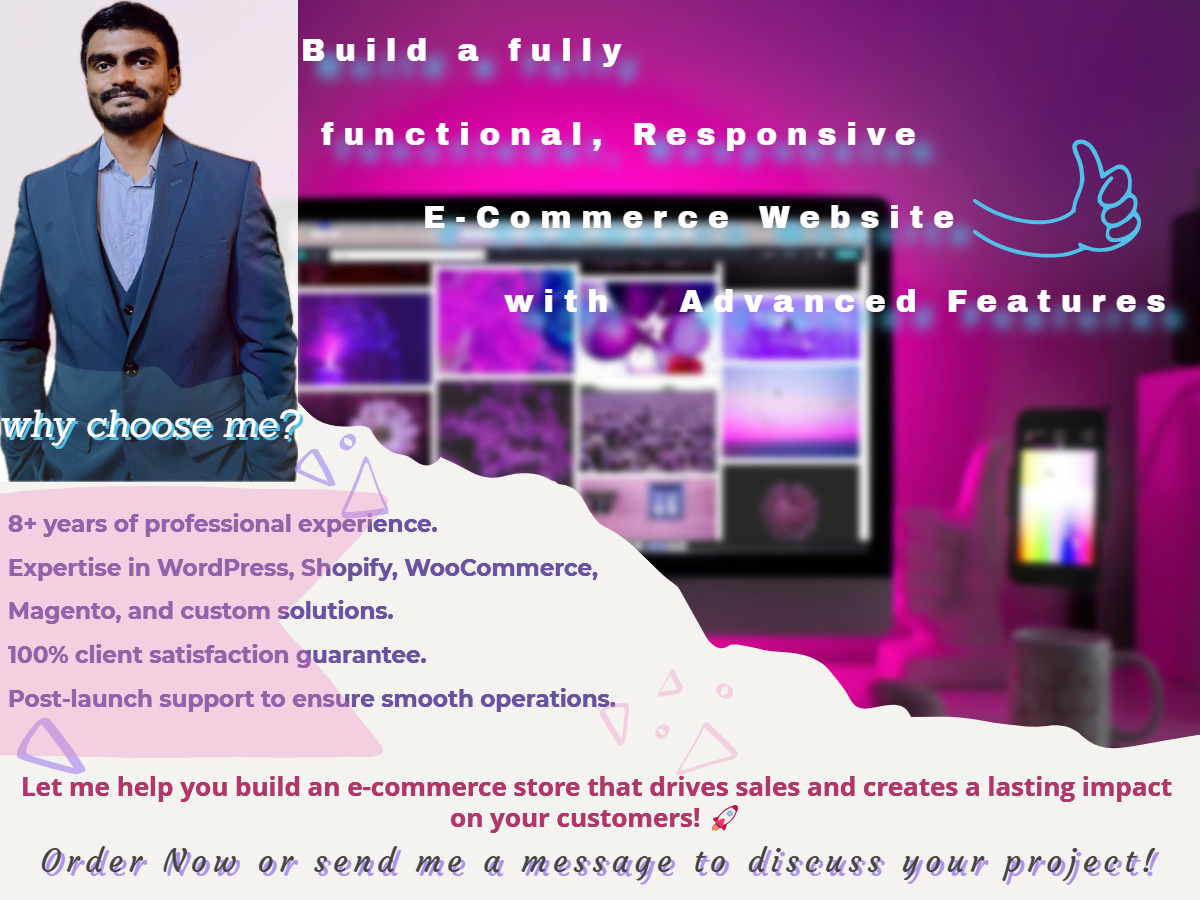 Build a fully
functional, Responsive
E-Commerce Website
with Advanced Features
why choose me?
8+ years of professional experience.
Expertise in WordPress, Shopify, WooCommerce,
Magento, and custom solutions.
100% client satisfaction guarantee.
Post-launch support to ensure smooth operations.
Let me help you build an e-commerce store that drives sales and creates a lasting impact
on your customers! 🚀
Order Now or send me a message to discuss your project!